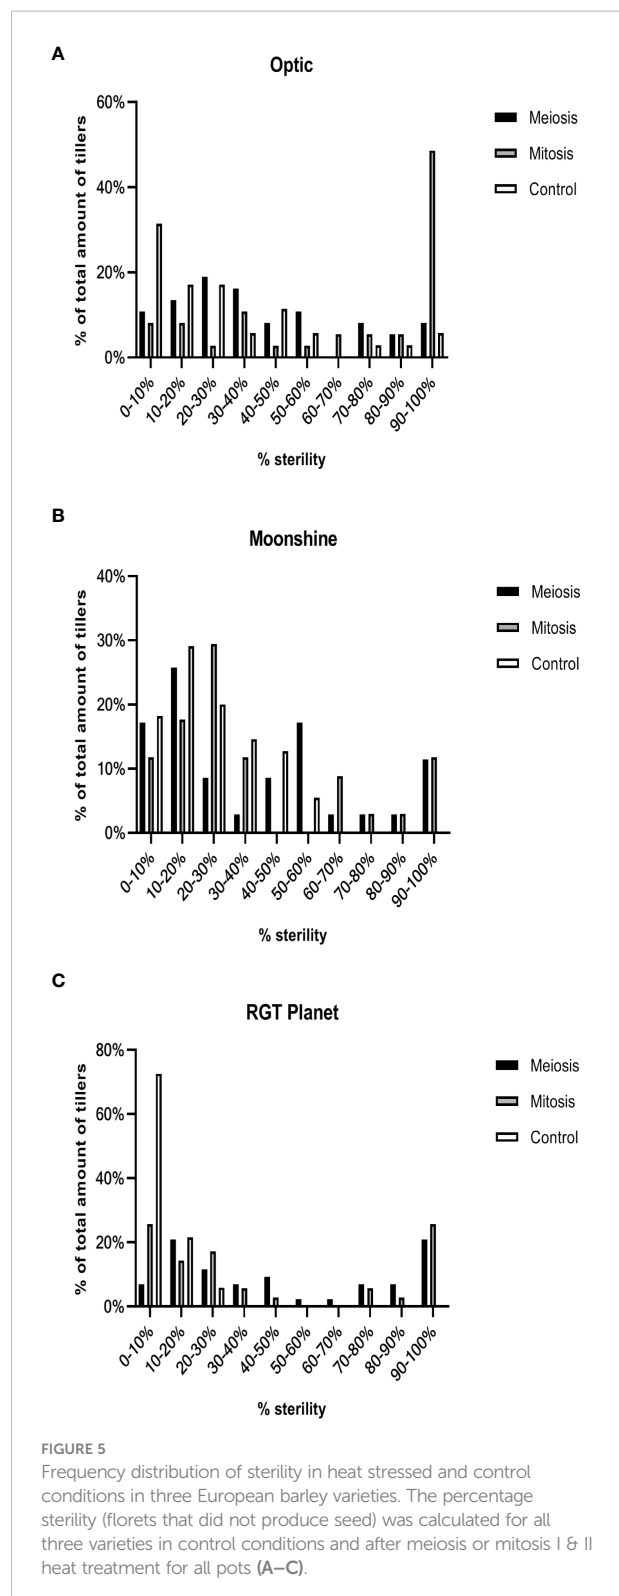 A
Optic
60%
40%
20%
0%
% of total amount of tillers
Meiosis
Mitosis
Control
0-10%
10-20%
20-30%
30-40%
40-50%
50-60%
60-70%
70-80%
80-90%
90-100%
% sterility
B
Moonshine
40%
30%
20%
10%
0%
% of total amount of tillers
Meiosis
Mitosis
Control
0-10%
10-20%
20-30%
30-40%
40-50%
50-60%
60-70%
70-80%
80-90%
90-100%
% sterility
C
RGT Planet
80%
60%
40%
20%
0%
% of total amount of tillers
Meiosis
Mitosis
Control
0-10%
10-20%
20-30%
30-40%
40-50%
50-60%
60-70%
70-80%
80-90%
90-100%
% sterility
FIGURE 5
Frequency distribution of sterility in heat stressed and control
conditions in three European barley varieties. The percentage
sterility (florets that did not produce seed) was calculated for all
three varieties in control conditions and after meiosis or mitosis I & II
heat treatment for all pots (A–C).